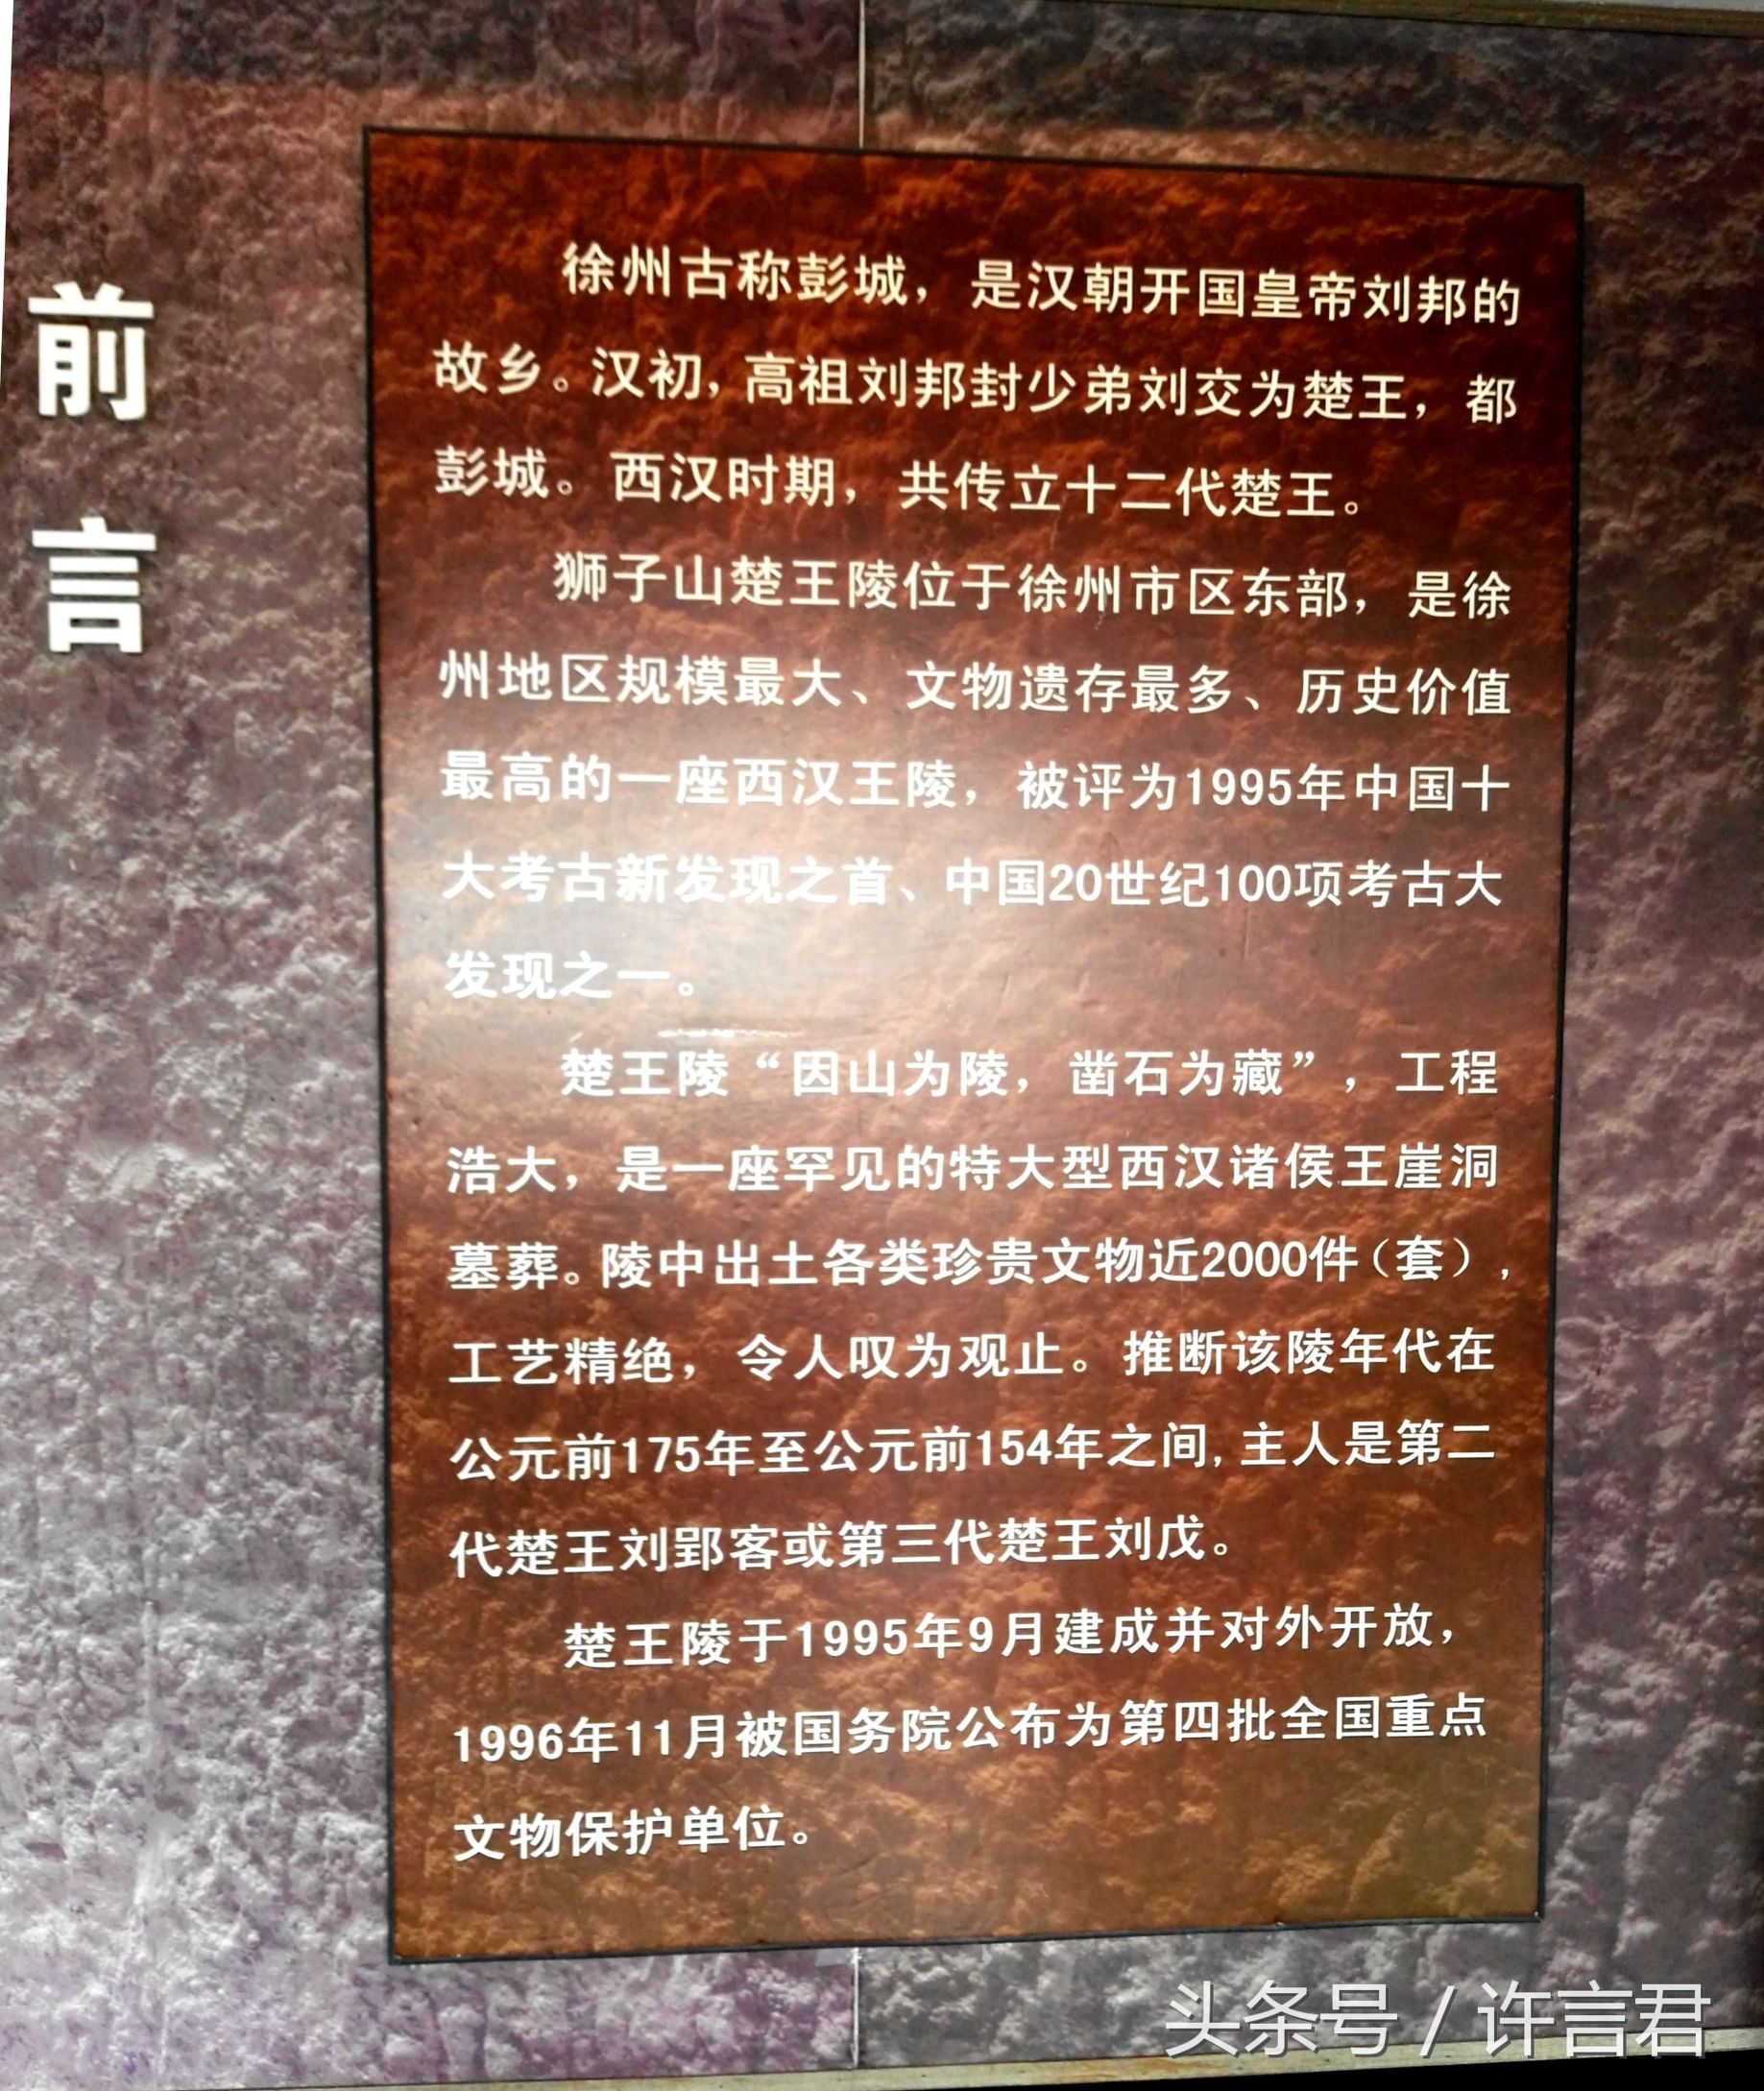 前言
徐州古称彭城，是汉朝开国皇帝刘邦的
故乡。汉初，高祖刘邦封少弟刘交为楚王，都
彭城。西汉时期，共传立十二代楚王。
狮子山楚王陵位于徐州市区东部，是徐
州地区规模最大、文物遗存最多、历史价值
最高的一座西汉王陵，被评为1995年中国十
大考古新发现之首、中国20世纪100项考古大
发现之一。
楚王陵“因山为陵，凿石为藏”，工程
浩大，是一座罕见的特大型西汉诸侯王崖洞
墓葬。陵中出土各类珍贵文物近2000件（套），
工艺精绝，令人叹为观止。推断该陵年代在
公元前175年至公元前154年之间，主人是第二
代楚王刘郢客或第三代楚王刘戊。
楚王陵于1995年9月建成并对外开放，
1996年11月被国务院公布为第四批全国重点
文物保护单位。
头条号 / 许言君